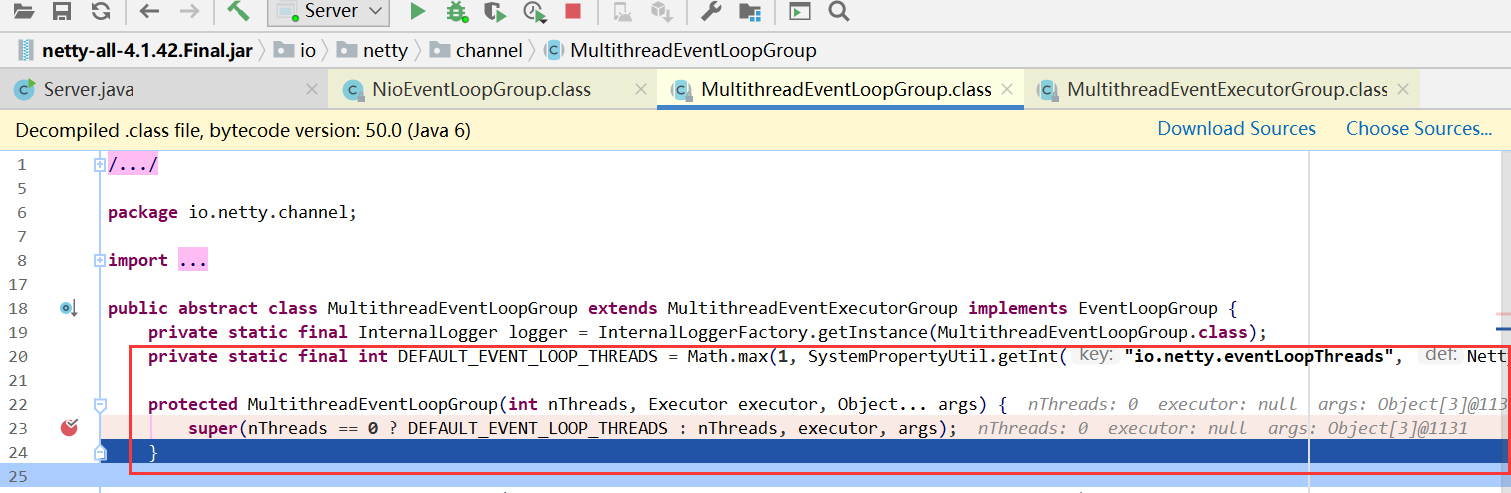 Server
netty-all-4.1.42.Final.jar io netty channel MultithreadEventLoopGroup
Server.java NioEventLoopGroup.class MultithreadEventLoopGroup.class MultithreadEventExecutorGroup.class
Decompiled .class file, bytecode version: 50.0 (Java 6) Download Sources Choose Sources...
1 /.../
5
6 package io.netty.channel;
7
8 import ...
17
18 public abstract class MultithreadEventLoopGroup extends MultithreadEventExecutorGroup implements EventLoopGroup {
19 private static final InternalLogger logger = InternalLoggerFactory.getInstance(MultithreadEventLoopGroup.class);
20 private static final int DEFAULT_EVENT_LOOP_THREADS = Math.max(1, SystemPropertyUtil.getInt( key: "io.netty.eventLoopThreads", def: Nett
21
22 protected MultithreadEventLoopGroup(int nThreads, Executor executor, Object... args) { nThreads: 0 executor: null args: Object[3]@113
23 super(nThreads == 0 ? DEFAULT_EVENT_LOOP_THREADS : nThreads, executor, args); nThreads: 0 executor: null args: Object[3]@1131
24 }
25